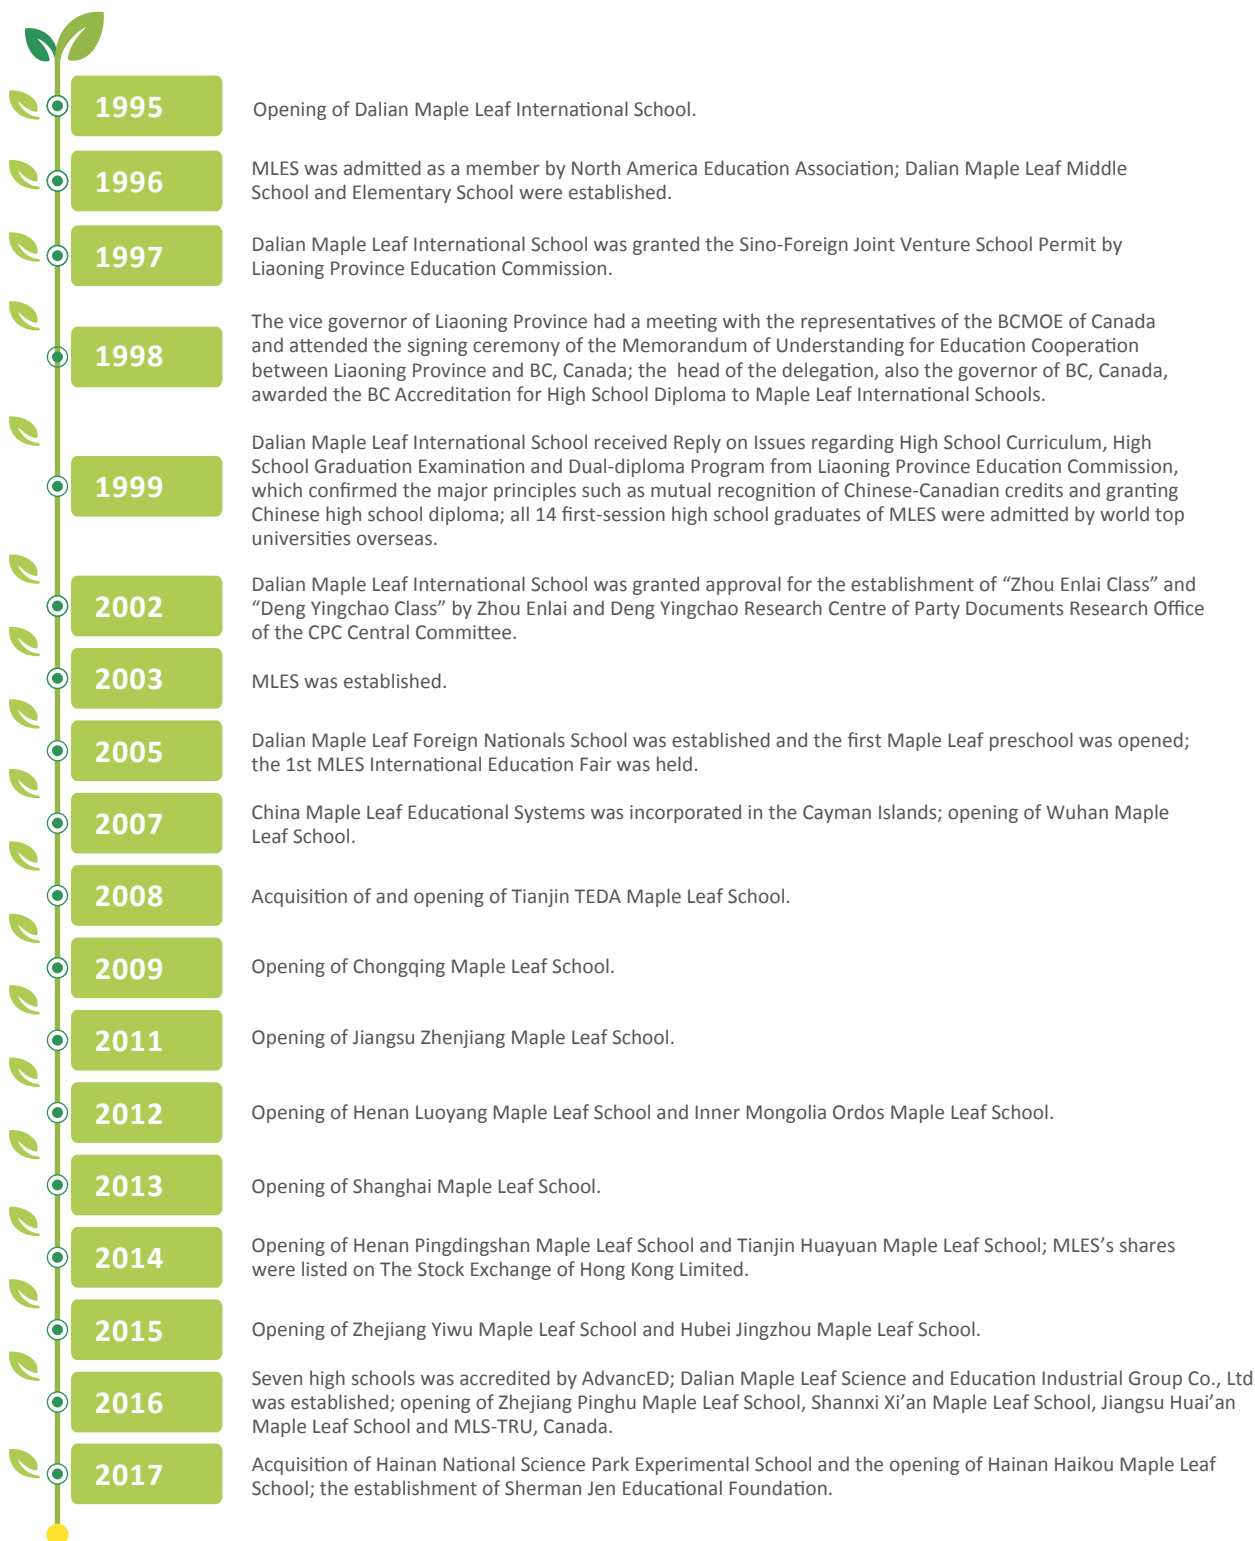 1995
Opening of Dalian Maple Leaf International School.
1996
MLES was admitted as a member by North America Education Association; Dalian Maple Leaf Middle
School and Elementary School were established.
1997
Dalian Maple Leaf International School was granted the Sino-Foreign Joint Venture School Permit by
Liaoning Province Education Commission.
1998
The vice governor of Liaoning Province had a meeting with the representatives of the BCMOE of Canada
and attended the signing ceremony of the Memorandum of Understanding for Education Cooperation
between Liaoning Province and BC, Canada; the head of the delegation, also the governor of BC, Canada,
awarded the BC Accreditation for High School Diploma to Maple Leaf International Schools.
1999
Dalian Maple Leaf International School received Reply on Issues regarding High School Curriculum, High
School Graduation Examination and Dual-diploma Program from Liaoning Province Education Commission,
which confirmed the major principles such as mutual recognition of Chinese-Canadian credits and granting
Chinese high school diploma; all 14 first-session high school graduates of MLES were admitted by world top
universities overseas.
2002
Dalian Maple Leaf International School was granted approval for the establishment of “Zhou Enlai Class” and
“Deng Yingchao Class” by Zhou Enlai and Deng Yingchao Research Centre of Party Documents Research Office
of the CPC Central Committee.
2003
MLES was established.
2005
Dalian Maple Leaf Foreign Nationals School was established and the first Maple Leaf preschool was opened;
the 1st MLES International Education Fair was held.
2007
China Maple Leaf Educational Systems was incorporated in the Cayman Islands; opening of Wuhan Maple
Leaf School.
2008
Acquisition of and opening of Tianjin TEDA Maple Leaf School.
2009
Opening of Chongqing Maple Leaf School.
2011
Opening of Jiangsu Zhenjiang Maple Leaf School.
2012
Opening of Henan Luoyang Maple Leaf School and Inner Mongolia Ordos Maple Leaf School.
2013
Opening of Shanghai Maple Leaf School.
2014
Opening of Henan Pingdingshan Maple Leaf School and Tianjin Huayuan Maple Leaf School; MLES’s shares
were listed on The Stock Exchange of Hong Kong Limited.
2015
Opening of Zhejiang Yiwu Maple Leaf School and Hubei Jingzhou Maple Leaf School.
2016
Seven high schools was accredited by AdvancED; Dalian Maple Leaf Science and Education Industrial Group Co., Ltd
was established; opening of Zhejiang Pinghu Maple Leaf School, Shannxi Xi’an Maple Leaf School, Jiangsu Huai’an
Maple Leaf School and MLS-TRU, Canada.
2017
Acquisition of Hainan National Science Park Experimental School and the opening of Hainan Haikou Maple Leaf
School; the establishment of Sherman Jen Educational Foundation.